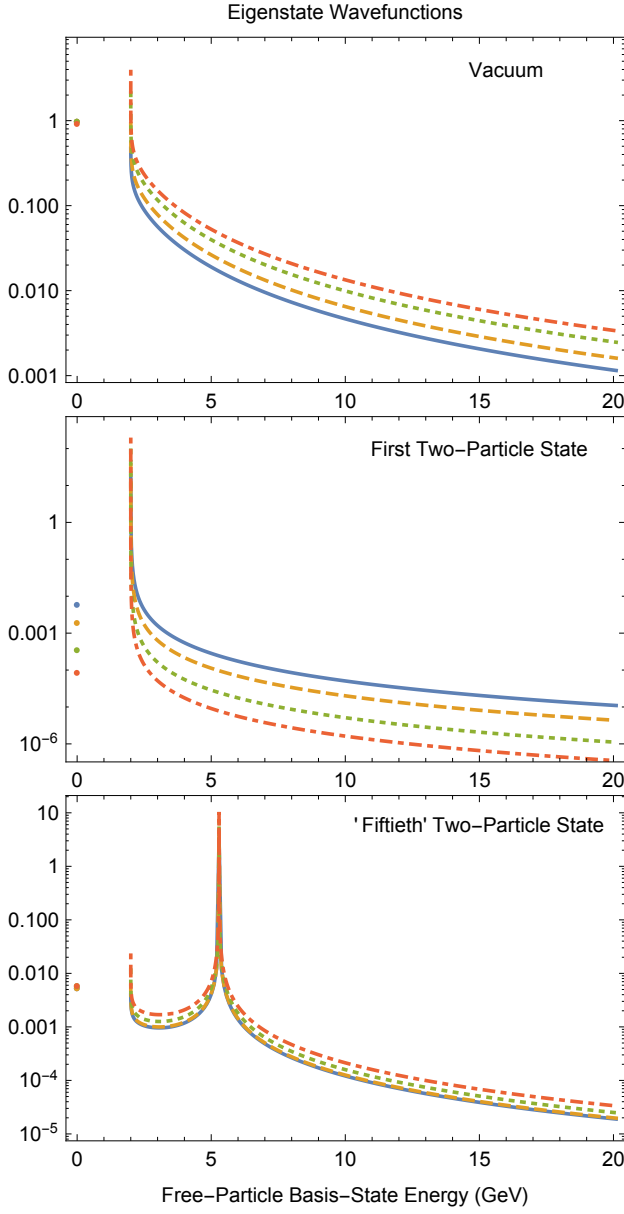 Eigenstate Wavefunctions
Vacuum
1
0.100
0.010
0.001
0 5 10 15 20
First Two-Particle State
1
0.001
10^-6
0 5 10 15 20
'Fiftieth' Two-Particle State
10
1
0.100
0.010
0.001
10^-4
10^-5
0 5 10 15 20
Free-Particle Basis-State Energy (GeV)